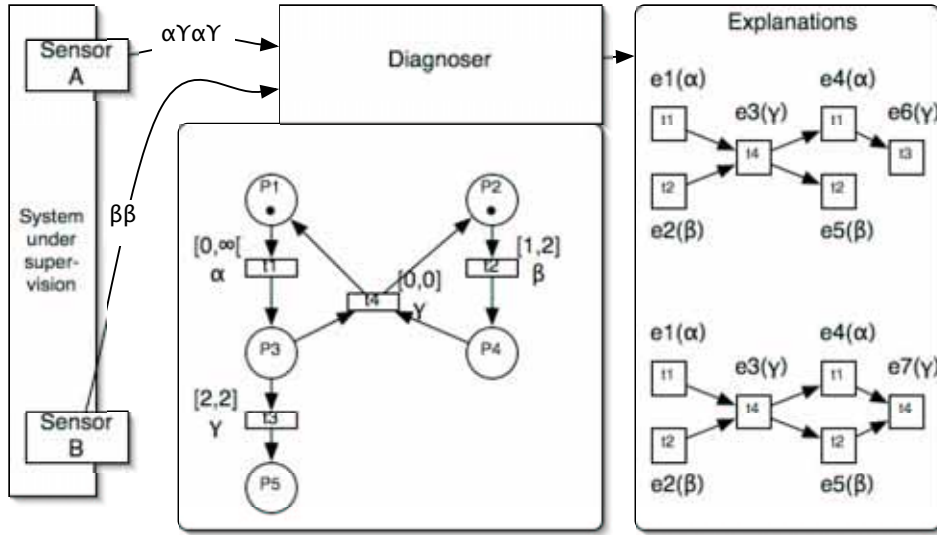 Sensor
A
αγαγ
Diagnoser
Explanations
System
under
super-
vision
ββ
Sensor
B
P1
P2
[0,∞[
α
t1
[1,2]
t2
β
[0,0]
t4
γ
P3
P4
[2,2]
γ
t3
P5
e1(α)
e4(α)
t1
e3(γ)
t1
e6(γ)
t4
t3
t2
t2
e2(β)
e5(β)
e1(α)
e4(α)
t1
e3(γ)
t1
e7(γ)
t4
t4
t2
t2
e2(β)
e5(β)